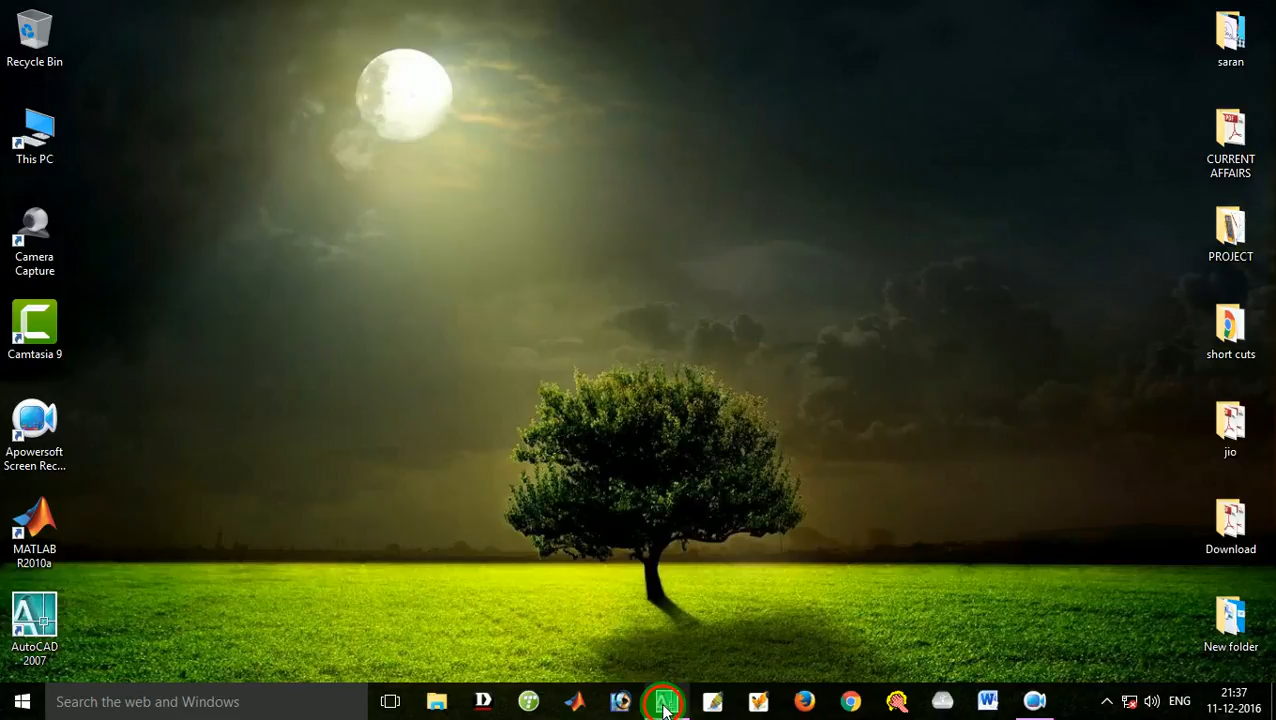 Recycle Bin
This PC
Camera
Capture
Camtasia 9
Apowersoft
Screen Rec...
MATLAB
R2010a
AutoCAD
2007
saran
CURRENT
AFFAIRS
PROJECT
short cuts
jio
Download
New folder
Search the web and Windows
ENG
21:37
11-12-2016